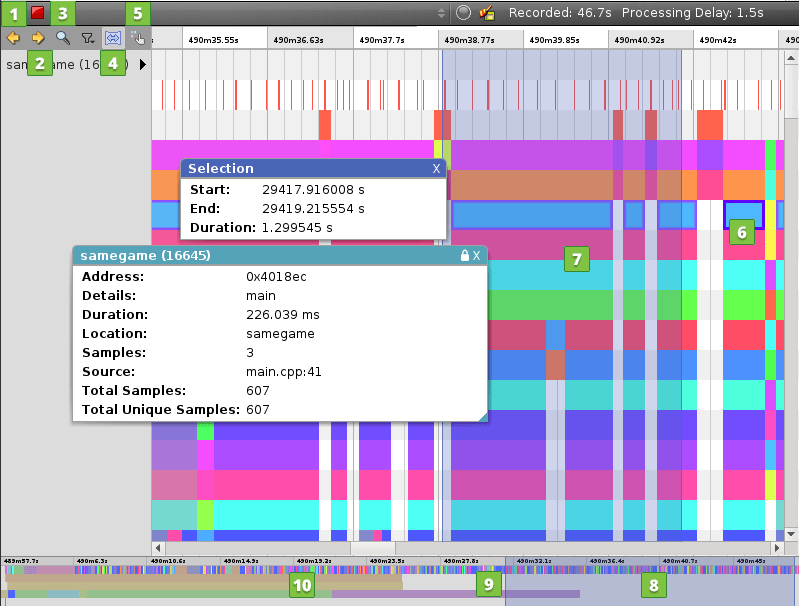 1 3 5 Recorded: 46.7s Processing Delay: 1.5s
490m35.55s 490m36.63s 490m37.7s 490m38.77s 490m39.85s 490m40.92s 490m42s
2 4
Selection X
Start: 29417.916008 s
End: 29419.215554 s
Duration: 1.299545 s
6
7
samegame (16645) X
Address: 0x4018ec
Details: main
Duration: 226.039 ms
Location: samegame
Samples: 3
Source: main.cpp:41
Total Samples: 607
Total Unique Samples: 607
489m57.7s 490m6.3s 490m10.6s 490m14.9s 490m19.2s 490m23.5s 490m27.8s 490m32.1s 490m36.4s 490m40.7s 490m45s
10 9 8